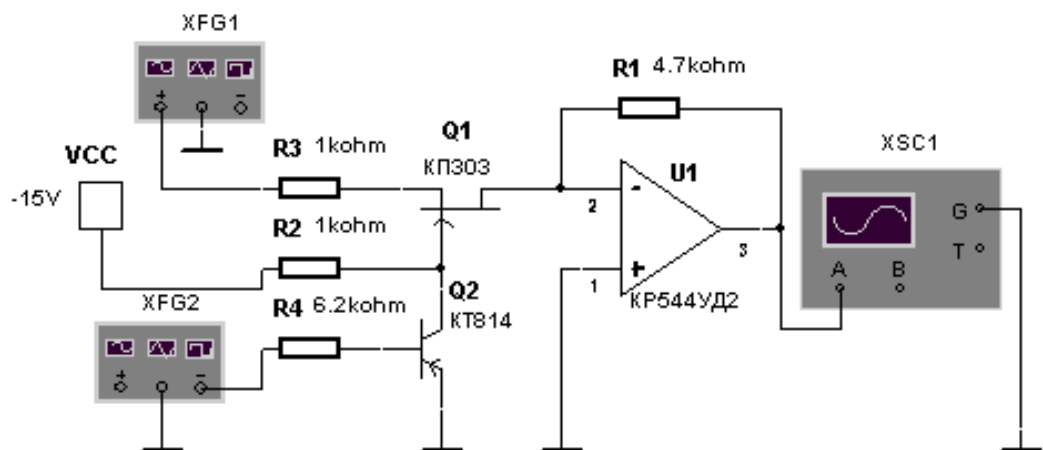 XFG1
+
-
VCC
-15V
R3 1kohm
R2 1kohm
R4 6.2kohm
Q1
КП303
Q2
КТ814
R1 4.7kohm
U1
-
2
+
1
3
КР544УД2
XSC1
G
T
A
B
XFG2
+
-